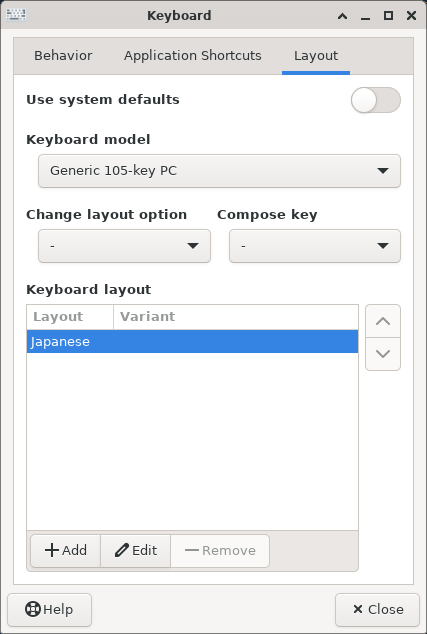 Keyboard
Behavior Application Shortcuts Layout
Use system defaults
Keyboard model
Generic 105-key PC
Change layout option Compose key
- -
Keyboard layout
Layout Variant
Japanese
Add Edit Remove
Help Close